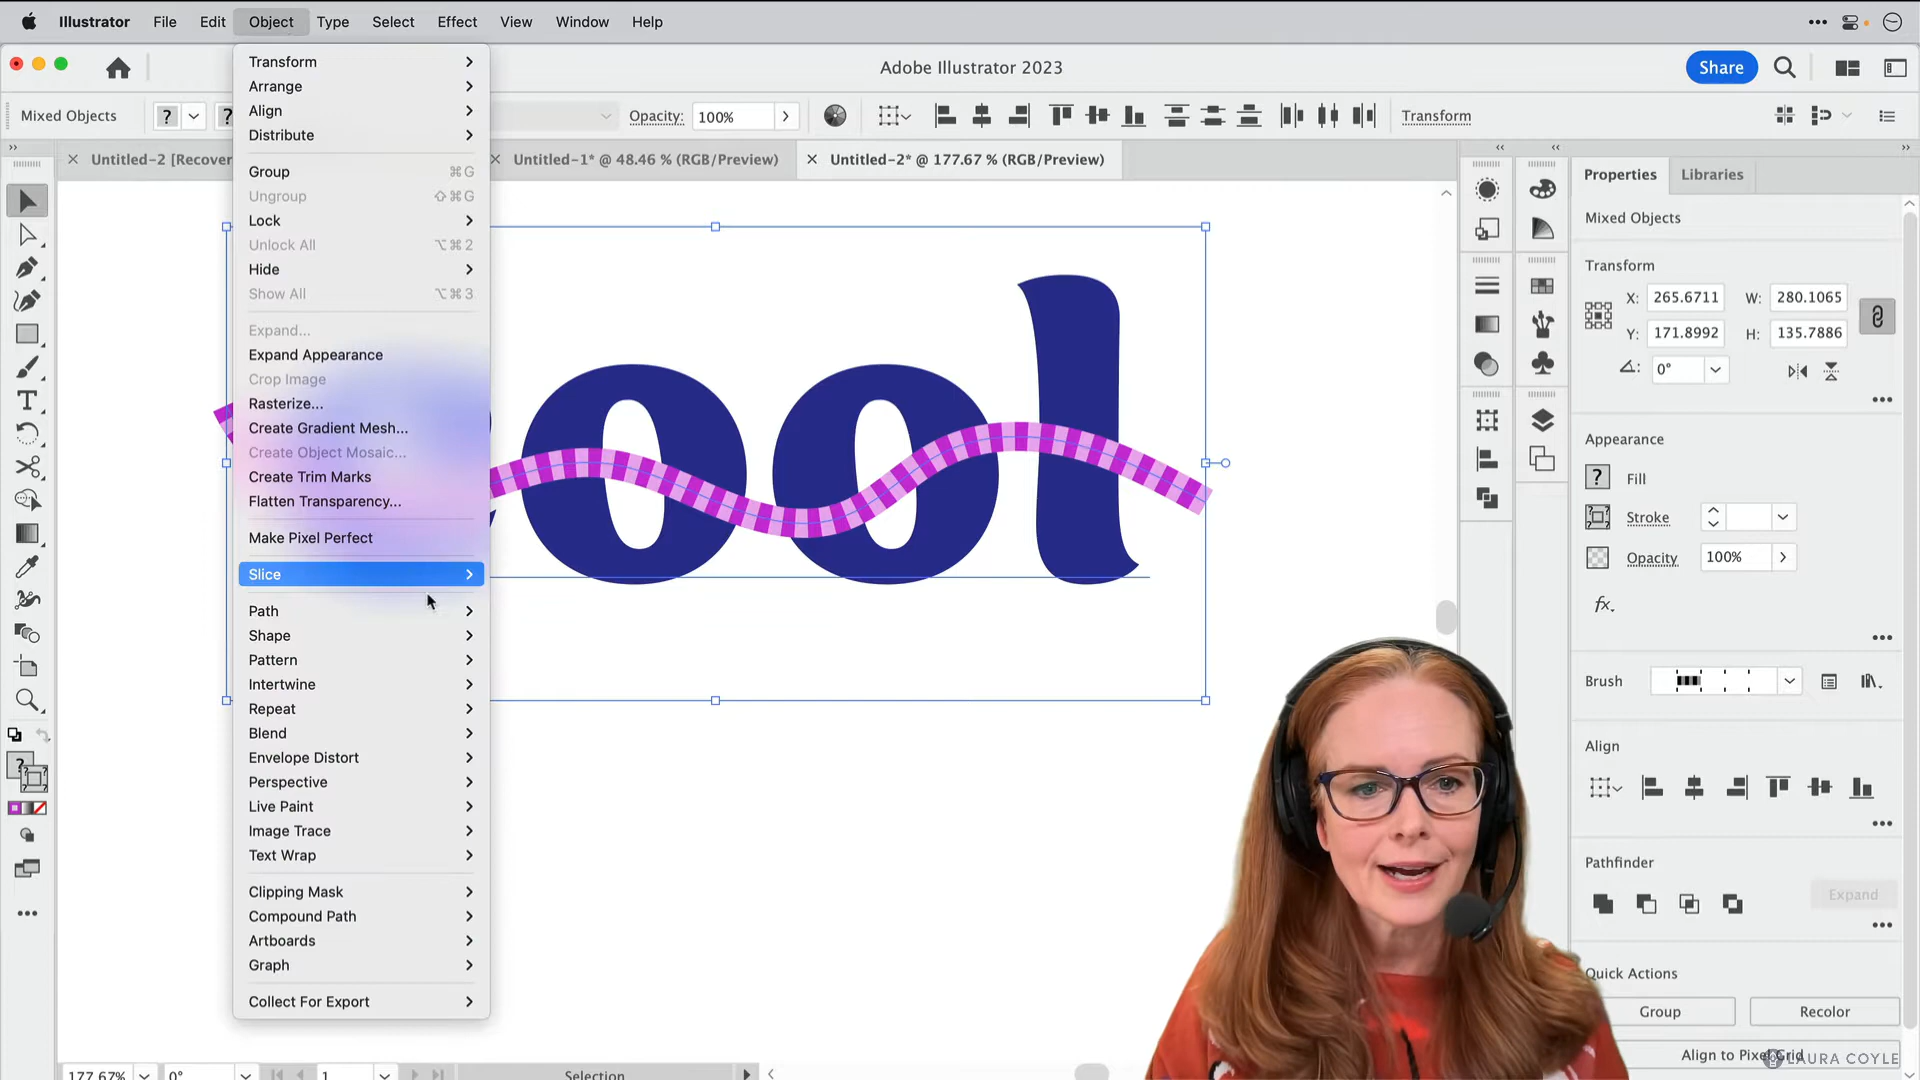 Illustrator File Edit Object Type Select Effect View Window Help
Adobe Illustrator 2023
Share
Mixed Objects
?
?
Opacity:
100%
Transform
Untitled-2 [Recover
Untitled-1* @ 48.46 % (RGB/Preview)
Untitled-2* @ 177.67 % (RGB/Preview)
Transform
Arrange
Align
Distribute
Group ⌘G
Ungroup ⇧⌘G
Lock
Unlock All ⌥⌘2
Hide
Show All ⌥⌘3
Expand...
Expand Appearance
Crop Image
Rasterize...
Create Gradient Mesh...
Create Object Mosaic...
Create Trim Marks
Flatten Transparency...
Make Pixel Perfect
Slice
Path
Shape
Pattern
Intertwine
Repeat
Blend
Envelope Distort
Perspective
Live Paint
Image Trace
Text Wrap
Clipping Mask
Compound Path
Artboards
Graph
Collect For Export
ool
Properties
Libraries
Mixed Objects
Transform
X: 265.6711 W: 280.1065
Y: 171.8992 H: 135.7886
0°
Appearance
? Fill
Stroke
Opacity 100%
fx.
Brush
Align
Pathfinder
Expand
Quick Actions
Group
Recolor
Align to Pixel Grid
LAURA COYLE
177.67% 0° 1 Selection